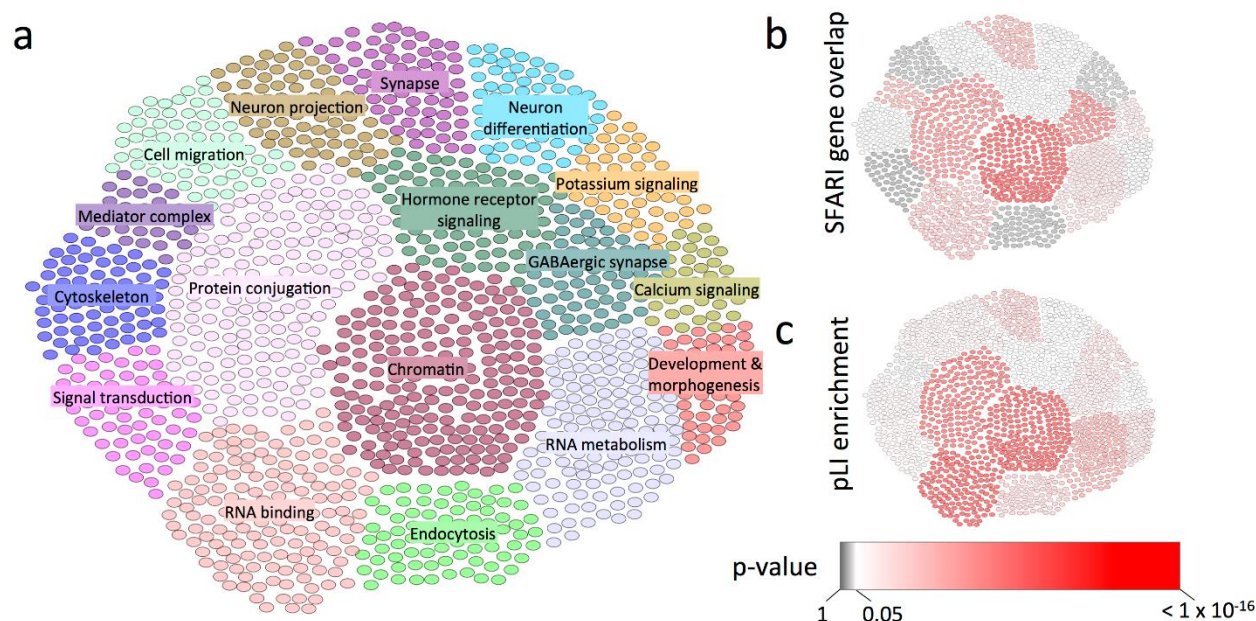 a
Synapse
Neuron projection
Neuron
differentiation
Cell migration
Potassium signaling
Hormone receptor
signaling
Mediator complex
GABAergic synapse
Cytoskeleton
Protein conjugation
Calcium signaling
Chromatin
Development &
morphogenesis
Signal transduction
RNA metabolism
RNA binding
Endocytosis
b
SFARI gene overlap
c
pLI enrichment
p-value
1
0.05
< 1 x 10⁻¹⁶